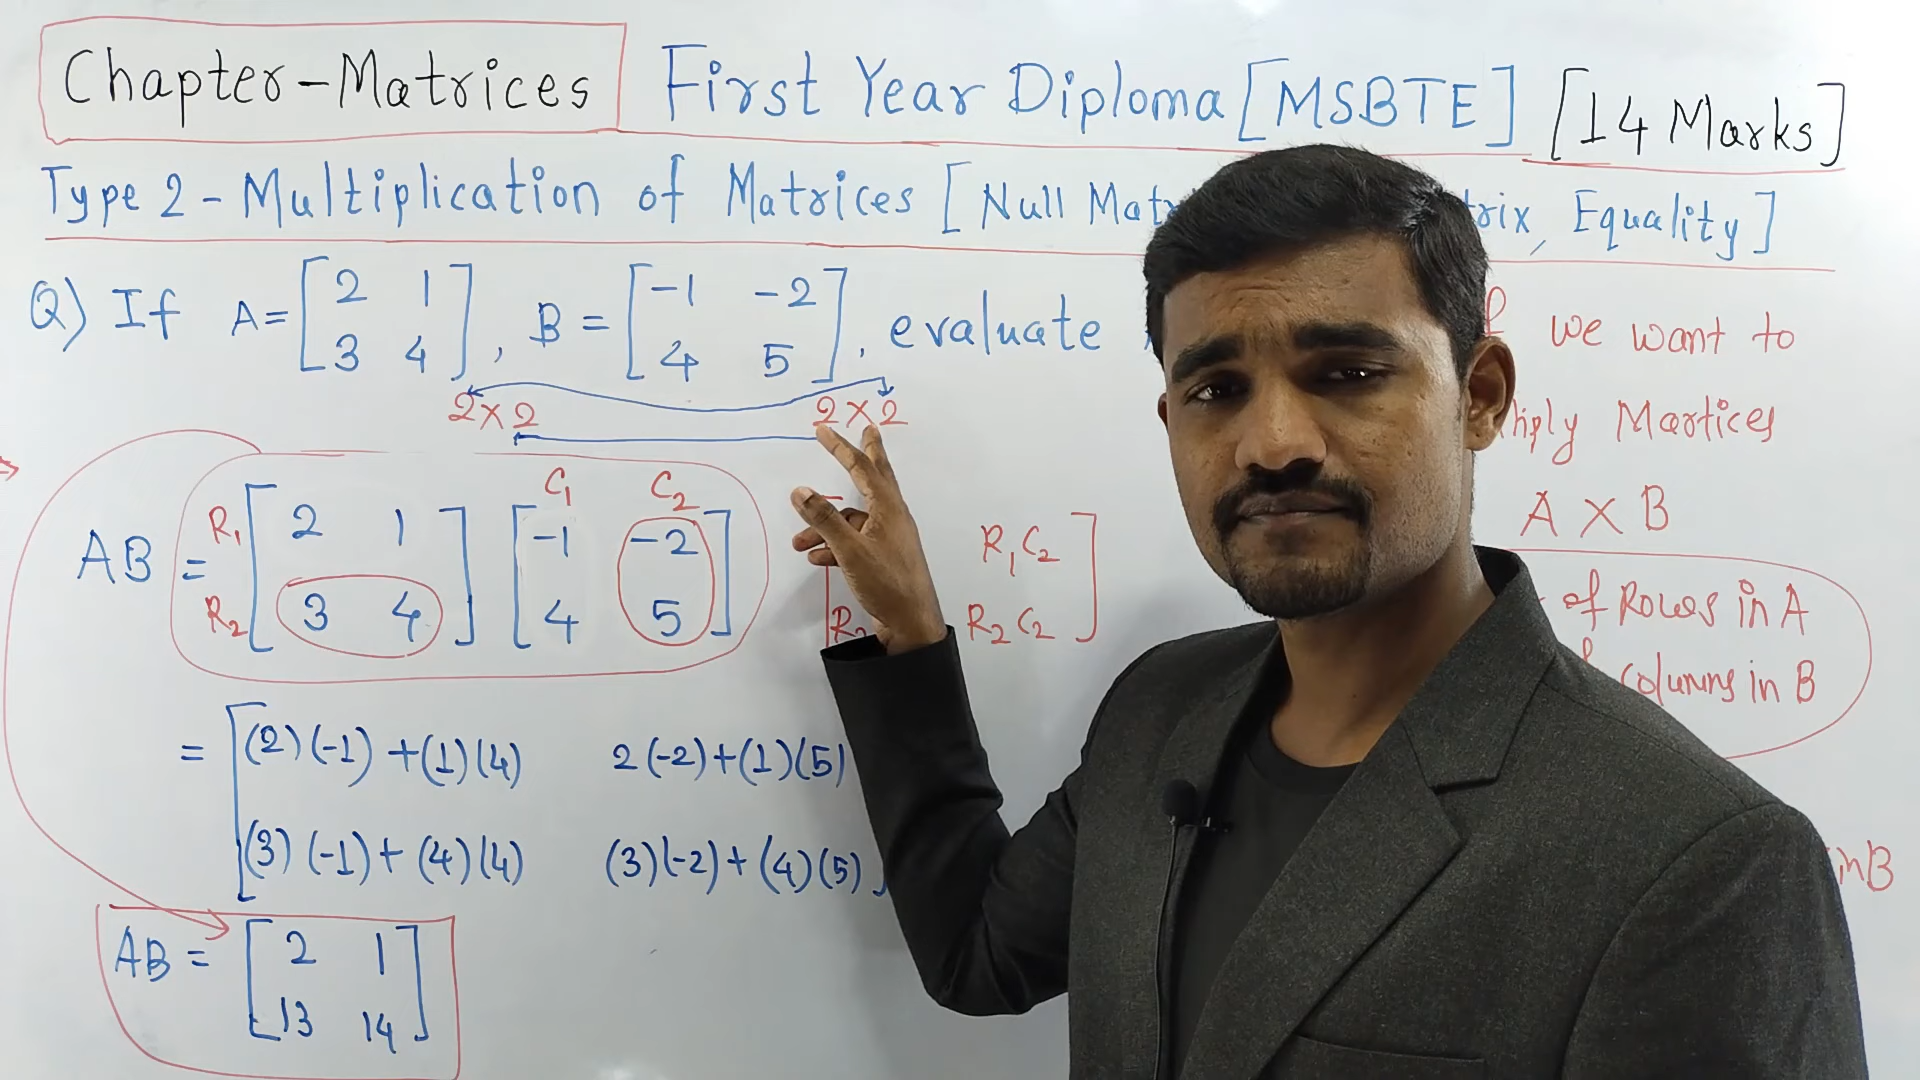 Chapter-Matrices First Year Diploma [MSBTE] [14 Marks]
Type 2 - Multiplication of Matrices [Null Equality]
Q) If A = [2 1 , B = [-1 -2 , evaluate
3 4] 4 5]
2×2 2×2
we want to
Martices
A X B
of Rows in A
columns in B
in B
C1 C2
AB = R1 [2 1] [-1 -2] R1C2
R2 [3 4] [4 5] R2C2
= [(2)(-1)+(1)(4) 2(-2)+(1)(5)
(3)(-1)+(4)(4) (3)(-2)+(4)(5)]
AB = [2 1
13 14]